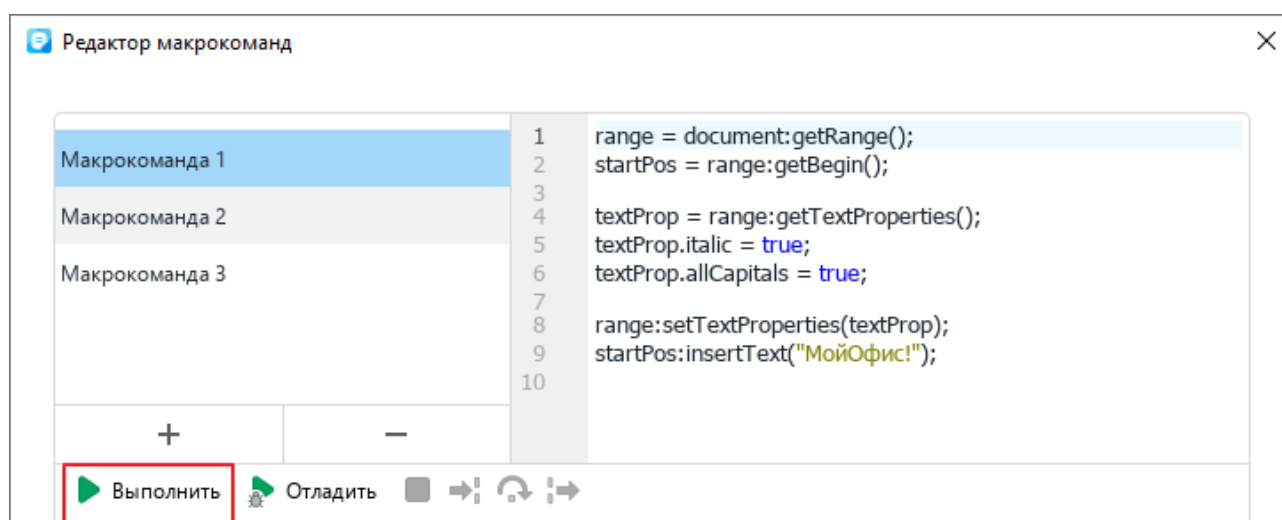 Редактор макрокоманд
Макрокоманда 1
Макрокоманда 2
Макрокоманда 3
1 range = document:getRange();
2 startPos = range:getBegin();
3
4 textProp = range:getTextProperties();
5 textProp.italic = true;
6 textProp.allCapitals = true;
7
8 range:setTextProperties(textProp);
9 startPos:insertText("МойОфис!");
10
Выполнить Отладить